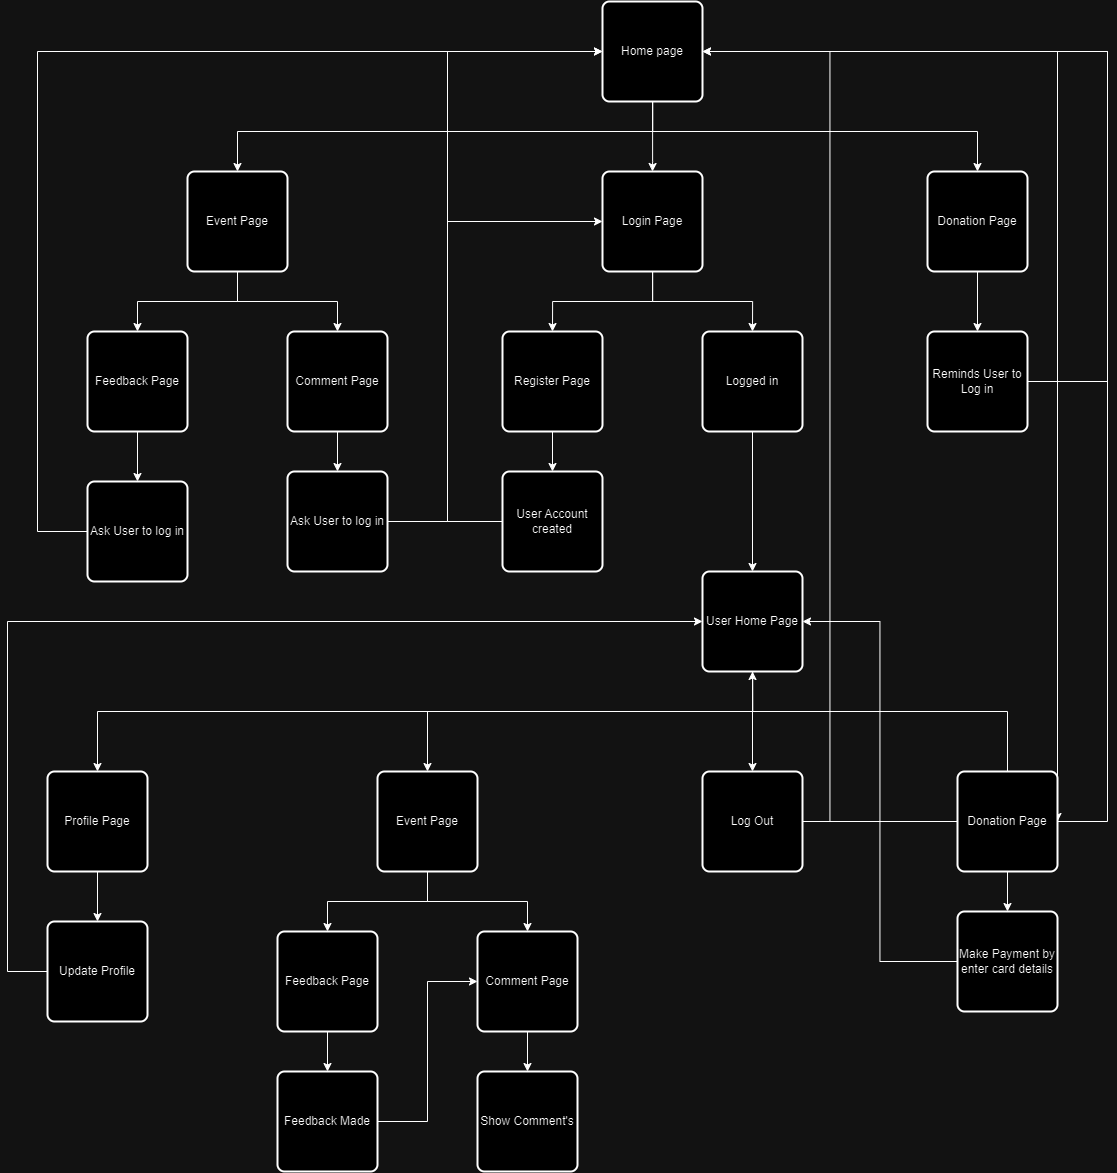 Home page
Event Page
Login Page
Donation Page
Feedback Page
Comment Page
Register Page
Logged in
Reminds User to
Log in
Ask User to log in
Ask User to log in
User Account
created
User Home Page
Profile Page
Event Page
Log Out
Donation Page
Update Profile
Feedback Page
Comment Page
Make Payment by
enter card details
Feedback Made
Show Comment's